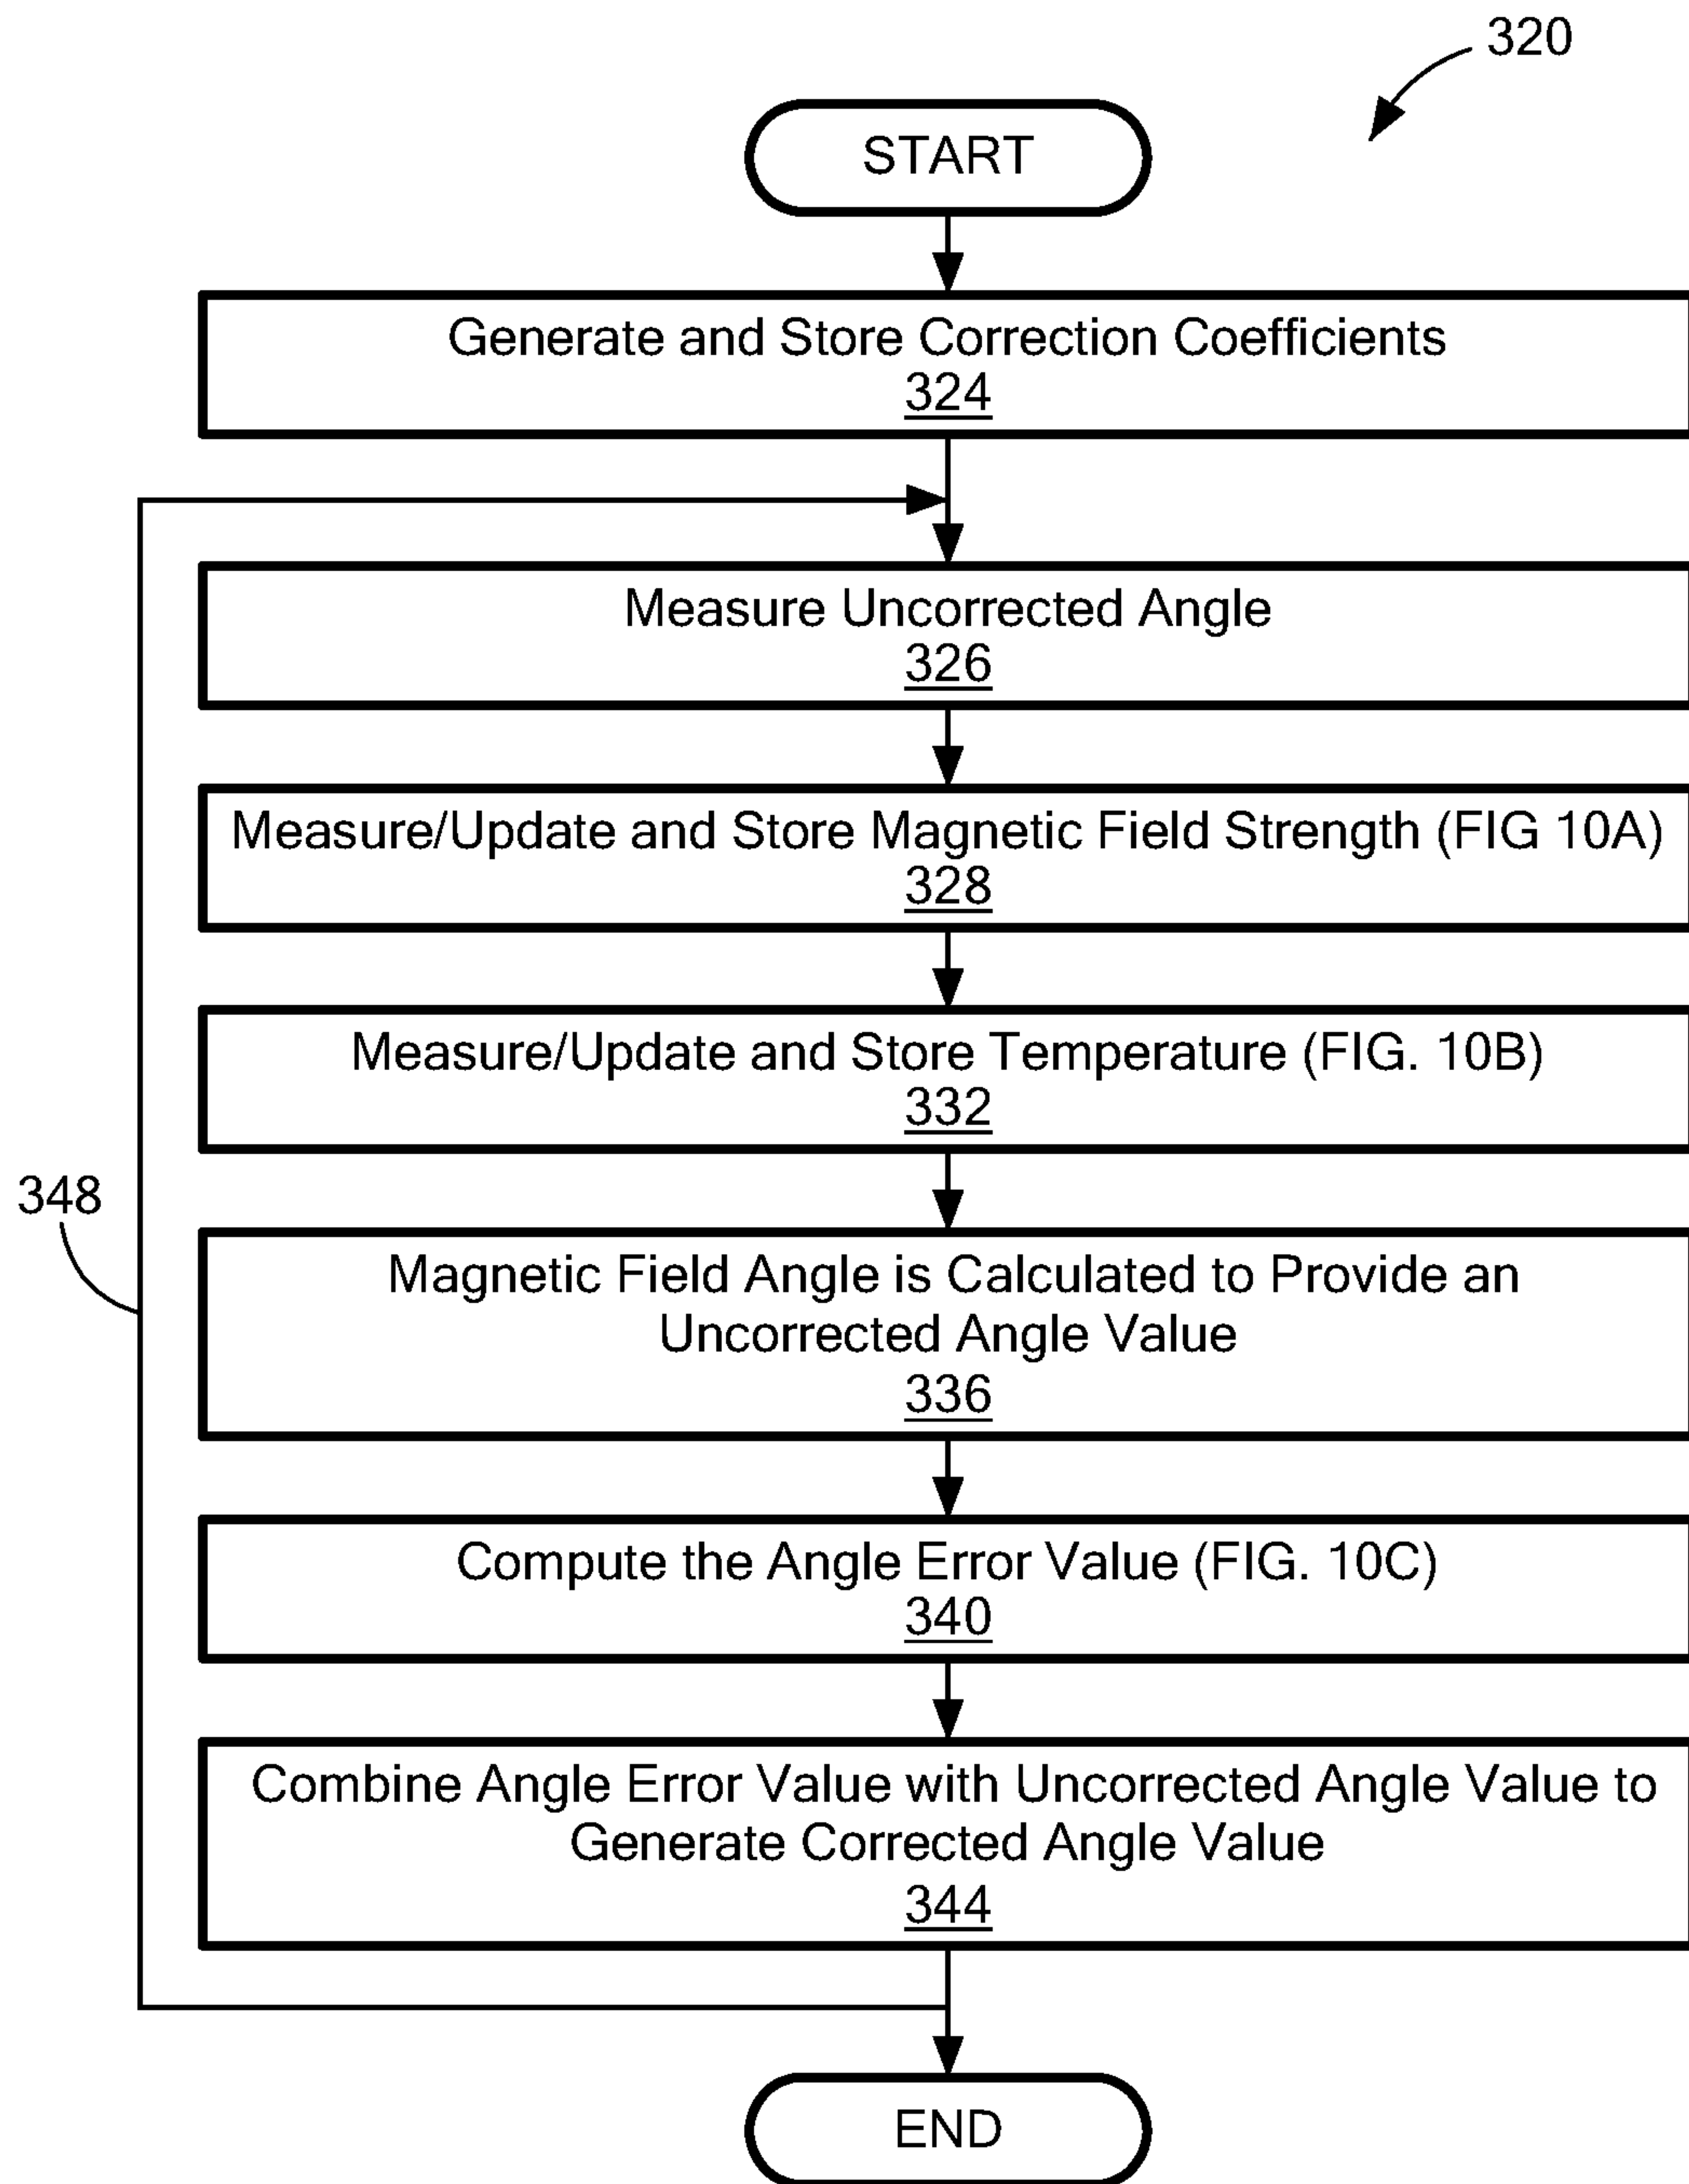 320
START
Generate and Store Correction Coefficients
324
Measure Uncorrected Angle
326
Measure/Update and Store Magnetic Field Strength (FIG 10A)
328
Measure/Update and Store Temperature (FIG. 10B)
332
348
Magnetic Field Angle is Calculated to Provide an
Uncorrected Angle Value
336
Compute the Angle Error Value (FIG. 10C)
340
Combine Angle Error Value with Uncorrected Angle Value to
Generate Corrected Angle Value
344
END